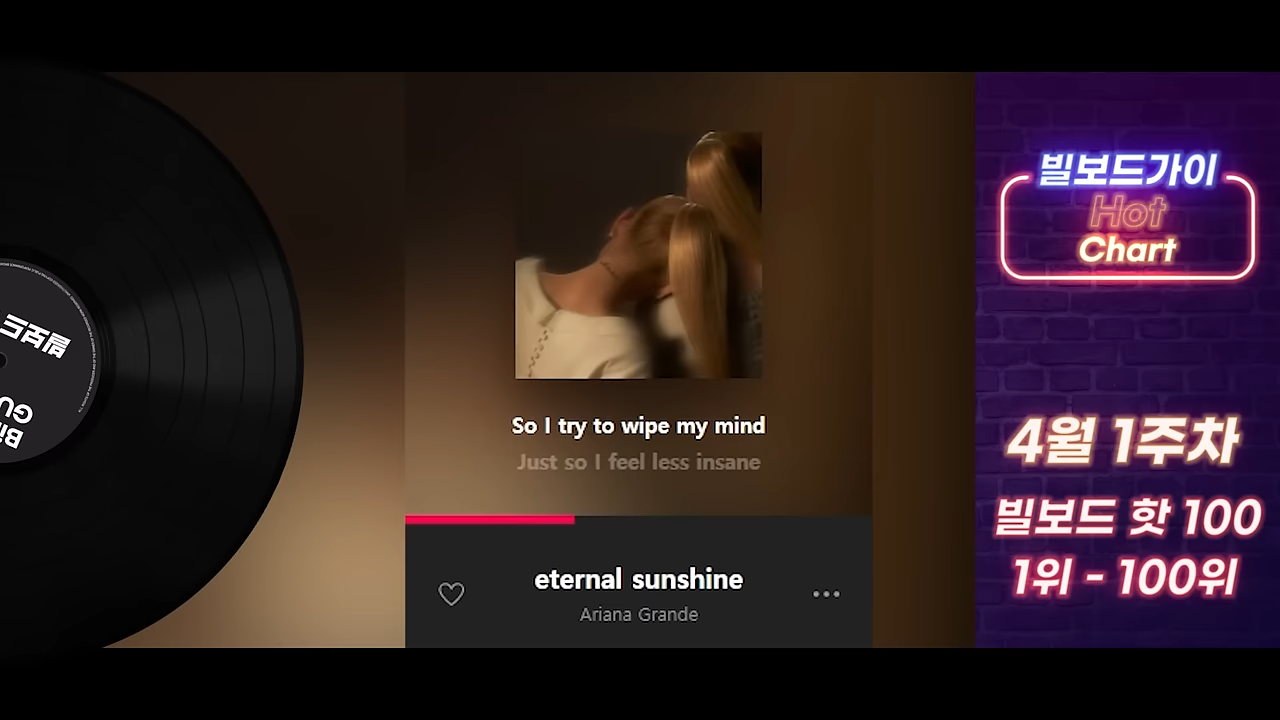 So I try to wipe my mind
Just so I feel less insane
eternal sunshine
Ariana Grande
빌보드가이
Hot
Chart
4월 1주차
빌보드 핫 100
1위 - 100위